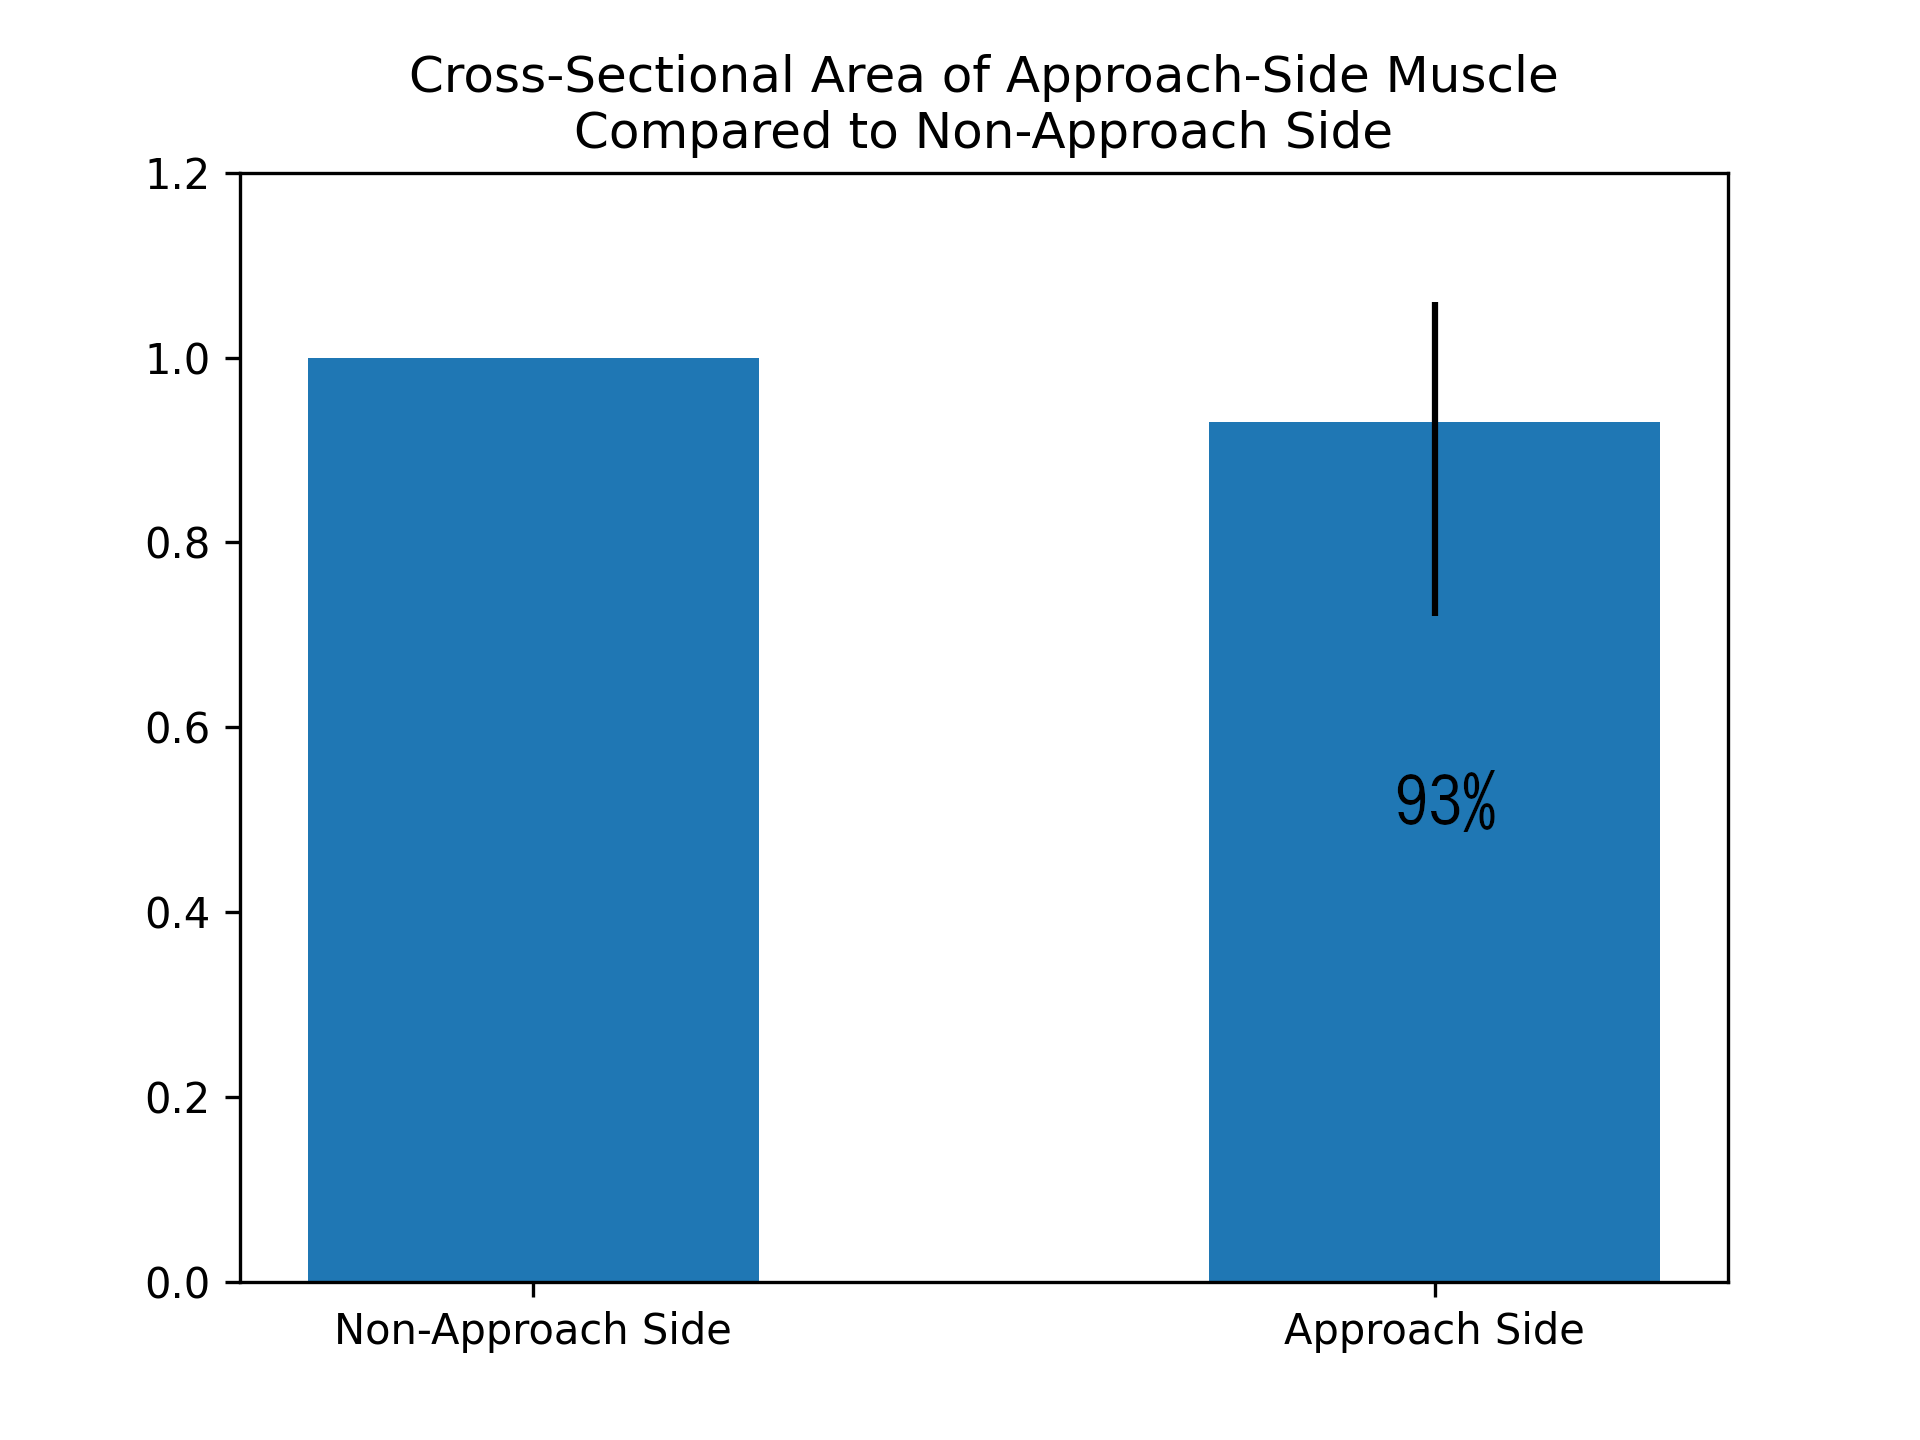 Cross-Sectional Area of Approach-Side Muscle
Compared to Non-Approach Side
1.2
1.0
0.8
0.6
0.4
0.2
0.0
93%
Non-Approach Side
Approach Side